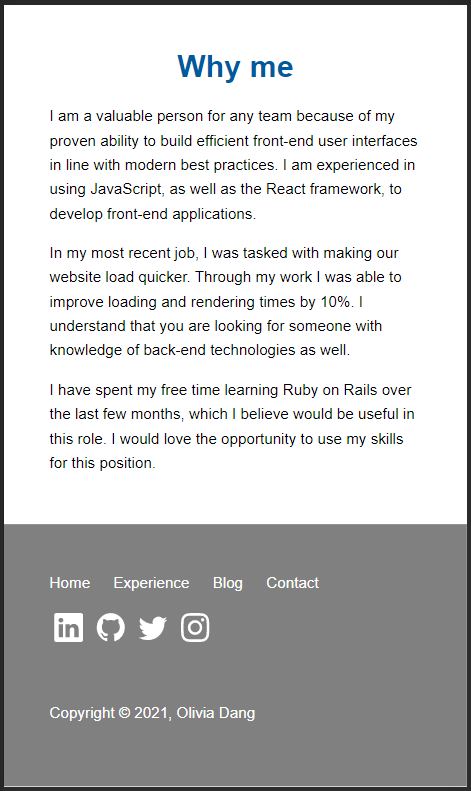 Why me
I am a valuable person for any team because of my
proven ability to build efficient front-end user interfaces
in line with modern best practices. I am experienced in
using JavaScript, as well as the React framework, to
develop front-end applications.
In my most recent job, I was tasked with making our
website load quicker. Through my work I was able to
improve loading and rendering times by 10%. I
understand that you are looking for someone with
knowledge of back-end technologies as well.
I have spent my free time learning Ruby on Rails over
the last few months, which I believe would be useful in
this role. I would love the opportunity to use my skills
for this position.
Home Experience Blog Contact
in
Copyright © 2021, Olivia Dang